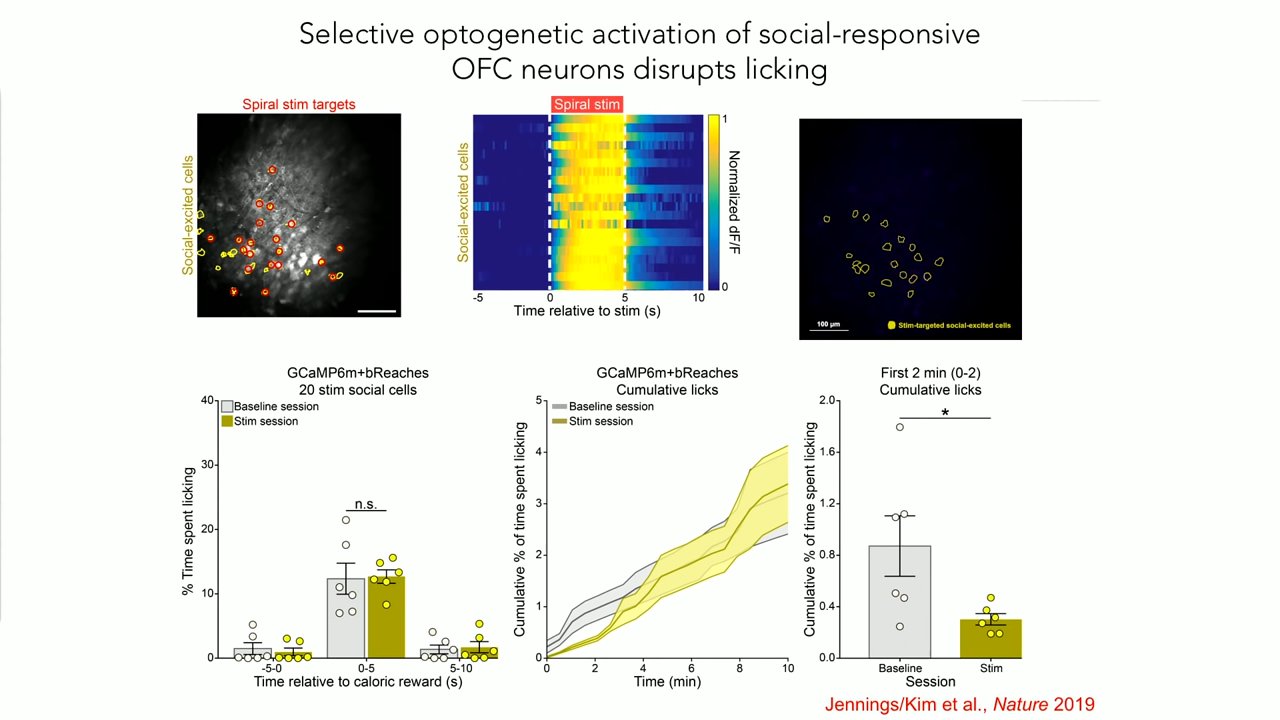 Selective optogenetic activation of social-responsive
OFC neurons disrupts licking
Spiral stim targets
Social-excited cells
Spiral stim
Social-excited cells
1
Normalized dF/F
0
-5 0 5 10
Time relative to stim (s)
100 µm
Stim-targeted social-excited cells
GCaMP6m+bReaches
20 stim social cells
40
30
20
10
0
% Time spent licking
Baseline session
Stim session
n.s.
-5-0 0-5 5-10
Time relative to caloric reward (s)
GCaMP6m+bReaches
Cumulative licks
5
4
3
2
1
0
Cumulative % of time spent licking
Baseline session
Stim session
0 2 4 6 8 10
Time (min)
First 2 min (0-2)
Cumulative licks
2.0
1.6
1.2
0.8
0.4
0.0
Cumulative % of time spent licking
*
Baseline Stim
Session
Jennings/Kim et al., Nature 2019